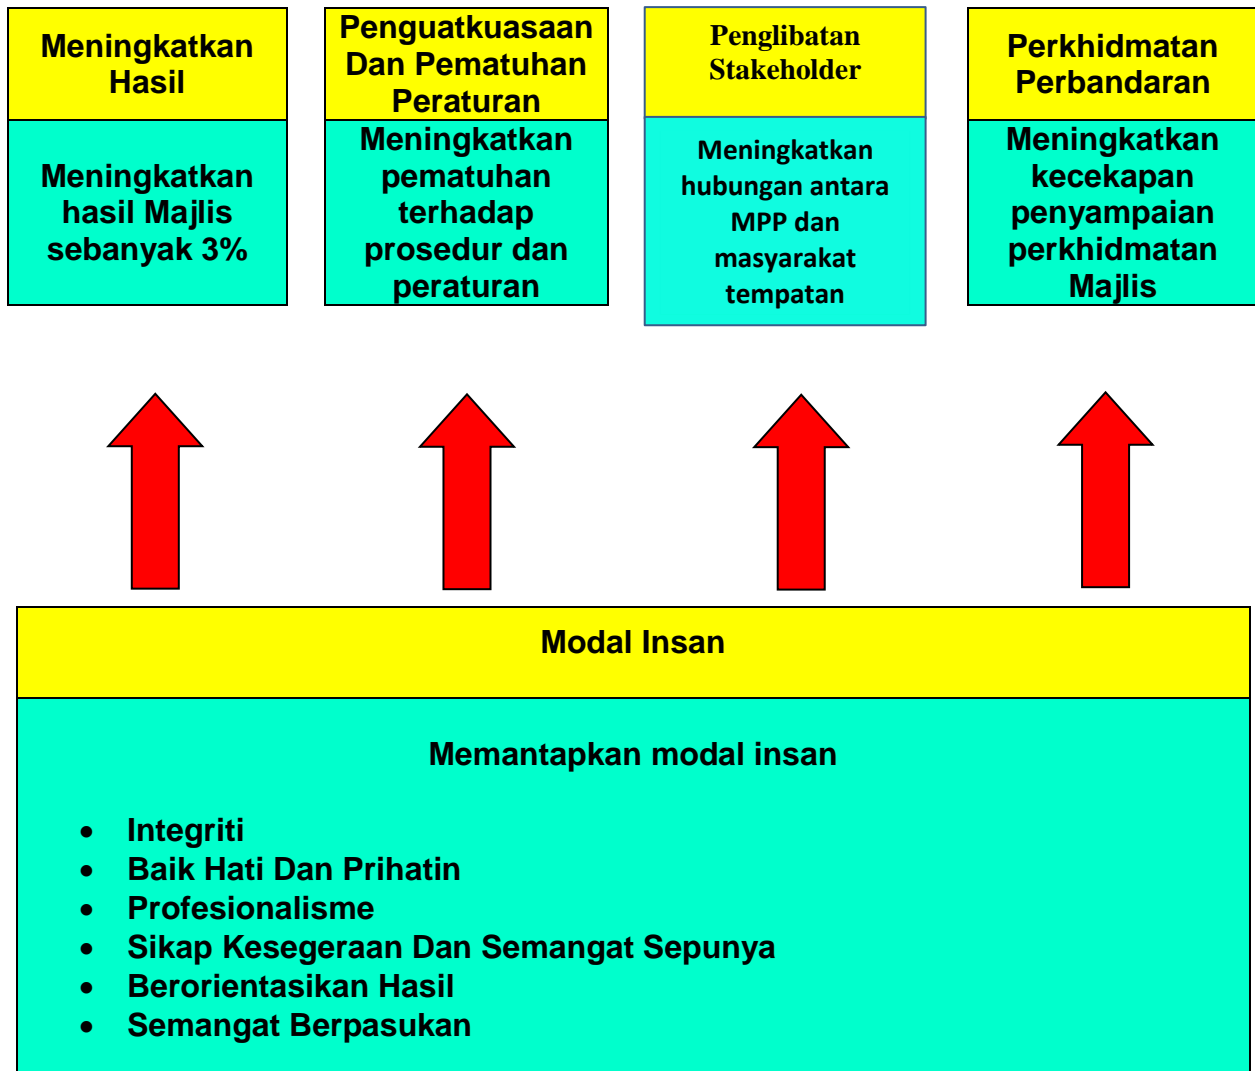 Meningkatkan
Hasil
Meningkatkan
hasil Majlis
sebanyak 3%
Penguatkuasaan
Dan Pematuhan
Peraturan
Meningkatkan
pematuhan
terhadap
prosedur dan
peraturan
Penglibatan
Stakeholder
Meningkatkan
hubungan antara
MPP dan
masyarakat
tempatan
Perkhidmatan
Perbandaran
Meningkatkan
kecekapan
penyampaian
perkhidmatan
Majlis
Modal Insan
Memantapkan modal insan
• Integriti
• Baik Hati Dan Prihatin
• Profesionalisme
• Sikap Kesegeraan Dan Semangat Sepunya
• Berorientasikan Hasil
• Semangat Berpasukan